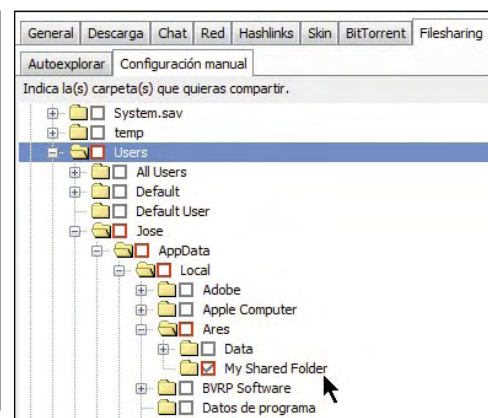 General Descarga Chat Red Hashlinks Skin BitTorrent Filesharing
Autoexplorar Configuración manual
Indica la(s) carpeta(s) que quieras compartir.
System.sav
temp
Users
All Users
Default
Default User
Jose
AppData
Local
Adobe
Apple Computer
Ares
Data
My Shared Folder
BVRP Software
Datos de programa